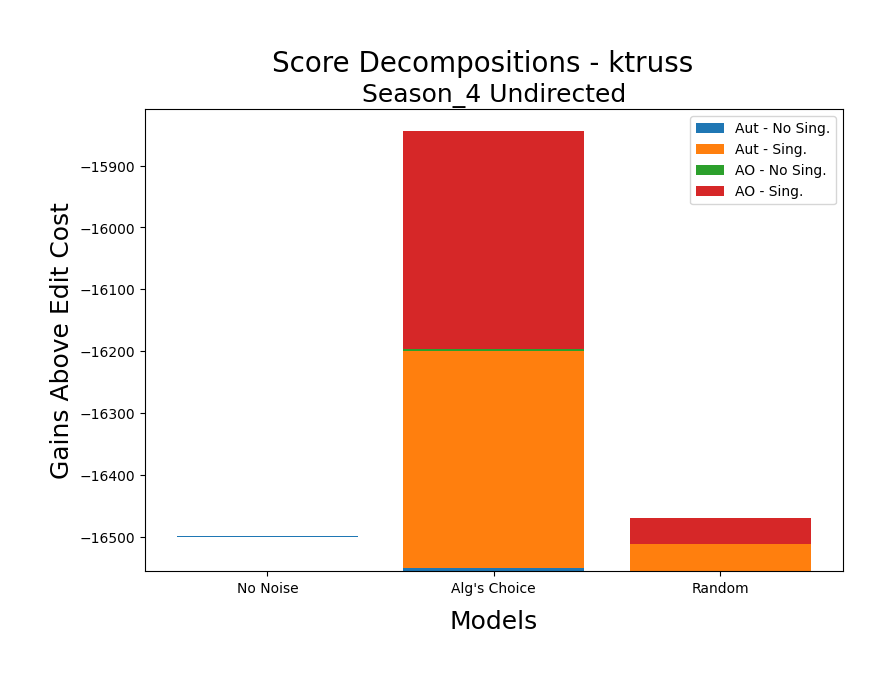 Score Decompositions - ktruss
Season_4 Undirected
Aut - No Sing.
Aut - Sing.
AO - No Sing.
AO - Sing.
Gains Above Edit Cost
−15900
−16000
−16100
−16200
−16300
−16400
−16500
No Noise
Alg's Choice
Random
Models